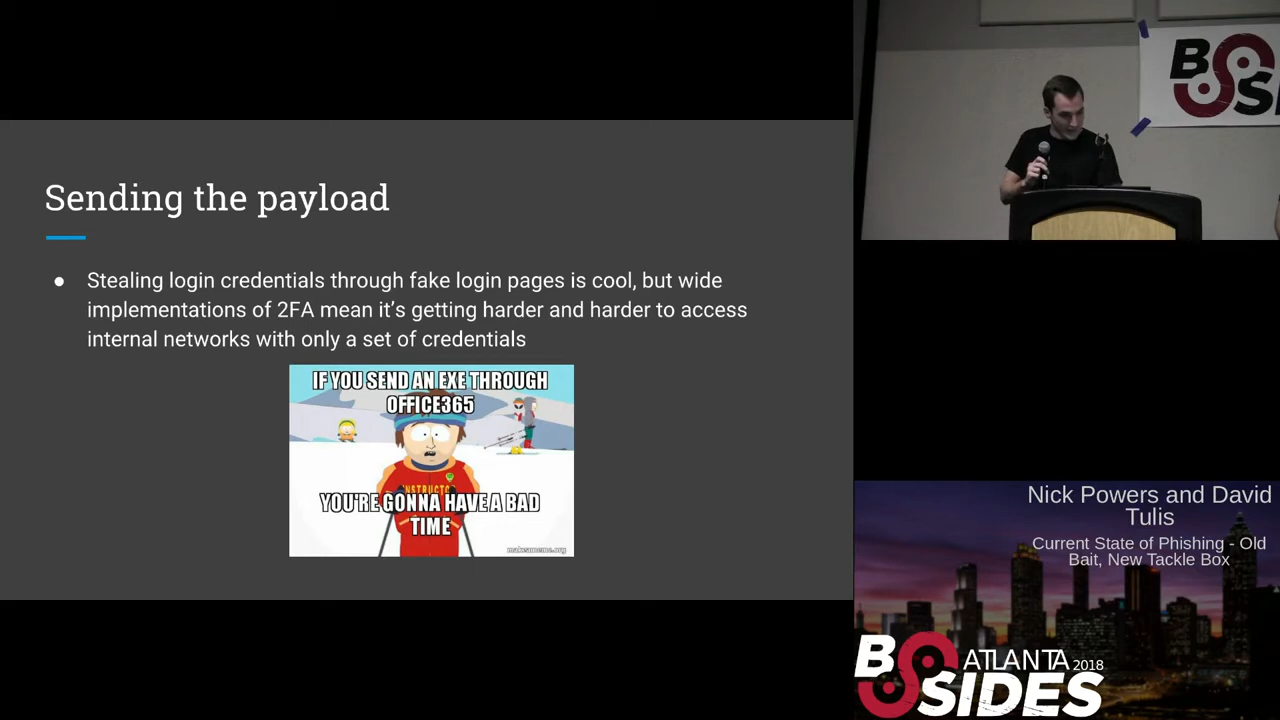 Sending the payload
● Stealing login credentials through fake login pages is cool, but wide
implementations of 2FA mean it's getting harder and harder to access
internal networks with only a set of credentials
IF YOU SEND AN EXE THROUGH
OFFICE365
INSTRUCTO
YOU'RE GONNA HAVE A BAD
TIME
makeameme.org
B
S
Nick Powers and David
Tulis
Current State of Phishing - Old
Bait, New Tackle Box
B
ATLANTA 2018
SIDES